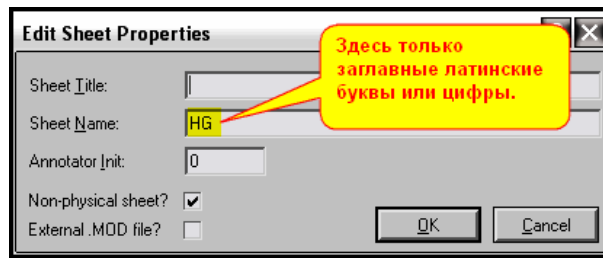 Edit Sheet Properties
Здесь только
заглавные латинские
буквы или цифры.
Sheet Title:
Sheet Name: HG
Annotator Init: 0
Non-physical sheet?
External .MOD file?
OK Cancel